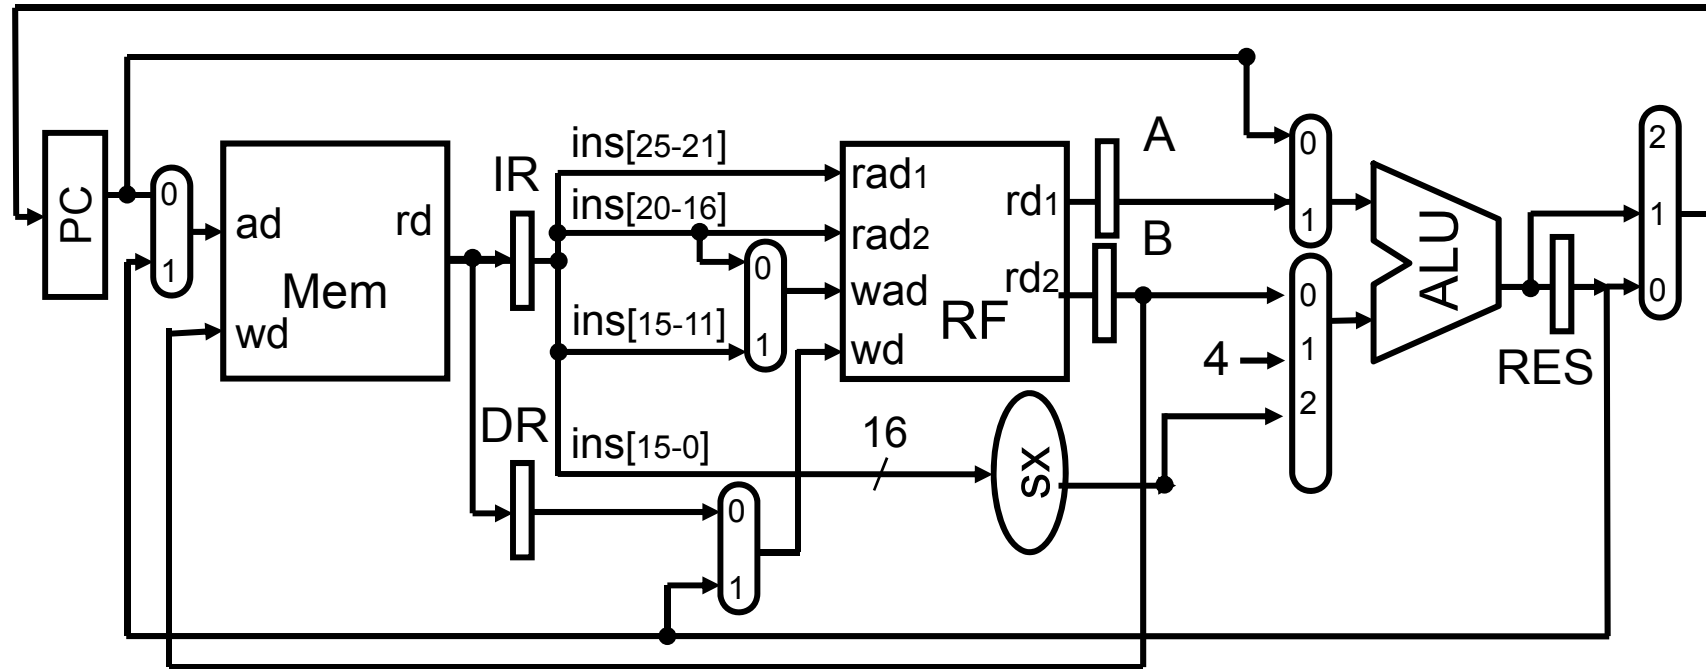 PC
0
1
ad
rd
Mem
wd
IR
DR
ins[25-21]
ins[20-16]
ins[15-11]
ins[15-0]
0
1
0
1
16
rad1
rad2
wad
wd
rd1
rd2
RF
sx
A
B
0
1
0
1
2
4
ALU
RES
2
1
0